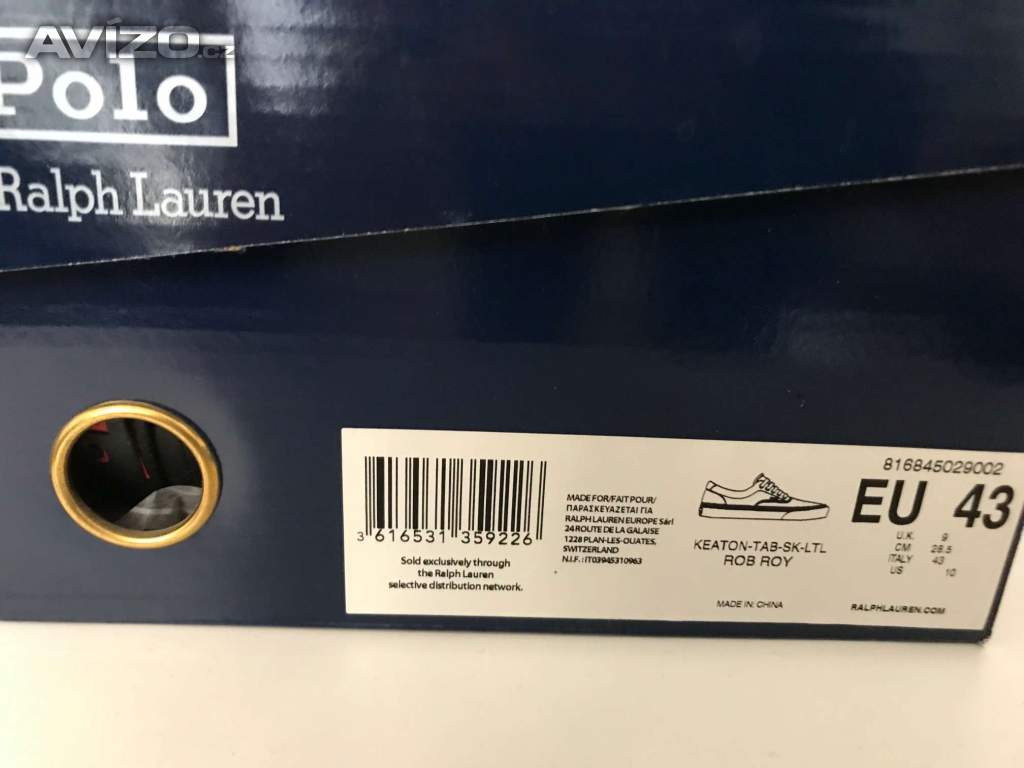 AVÍZO.cz
Polo
Ralph Lauren
3 616531 359226
Sold exclusively through
the Ralph Lauren
selective distribution network.
MADE FOR/FAIT POUR/
ΠΑΡΑΣΚΕΥΑΖΕΤΑΙ ΓΙΑ
RALPH LAUREN EUROPE Sàrl
24 ROUTE DE LA GALAISE
1228 PLAN-LES-OUATES,
SWITZERLAND
N.I.F.: IT03945310963
KEATON-TAB-SK-LTL
ROB ROY
MADE IN: CHINA
816845029002
EU 43
U.K. 9
CM 28.5
ITALY 43
US 10
RALPHLAUREN.COM